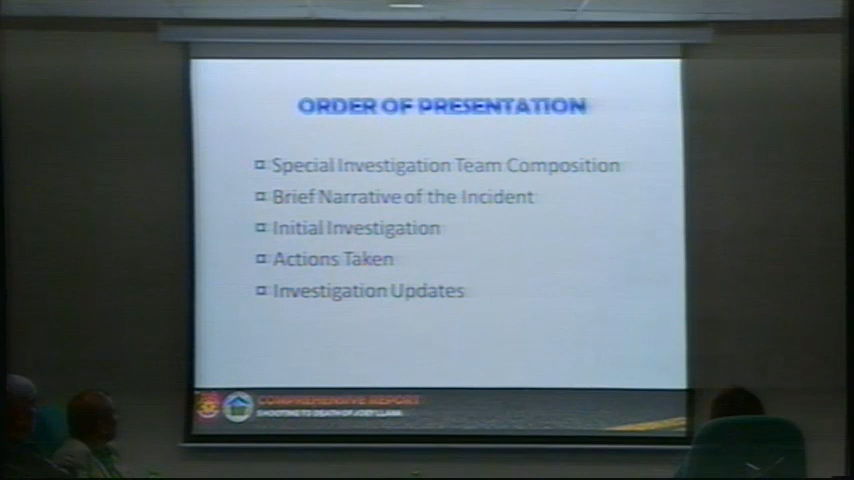 ORDER OF PRESENTATION
Special Investigation Team Composition
Brief Narrative of the Incident
Initial Investigation
Actions Taken
Investigation Updates
COMPREHENSIVE REPORT
SHOOTING TO DEATH OF JOEY LLANA